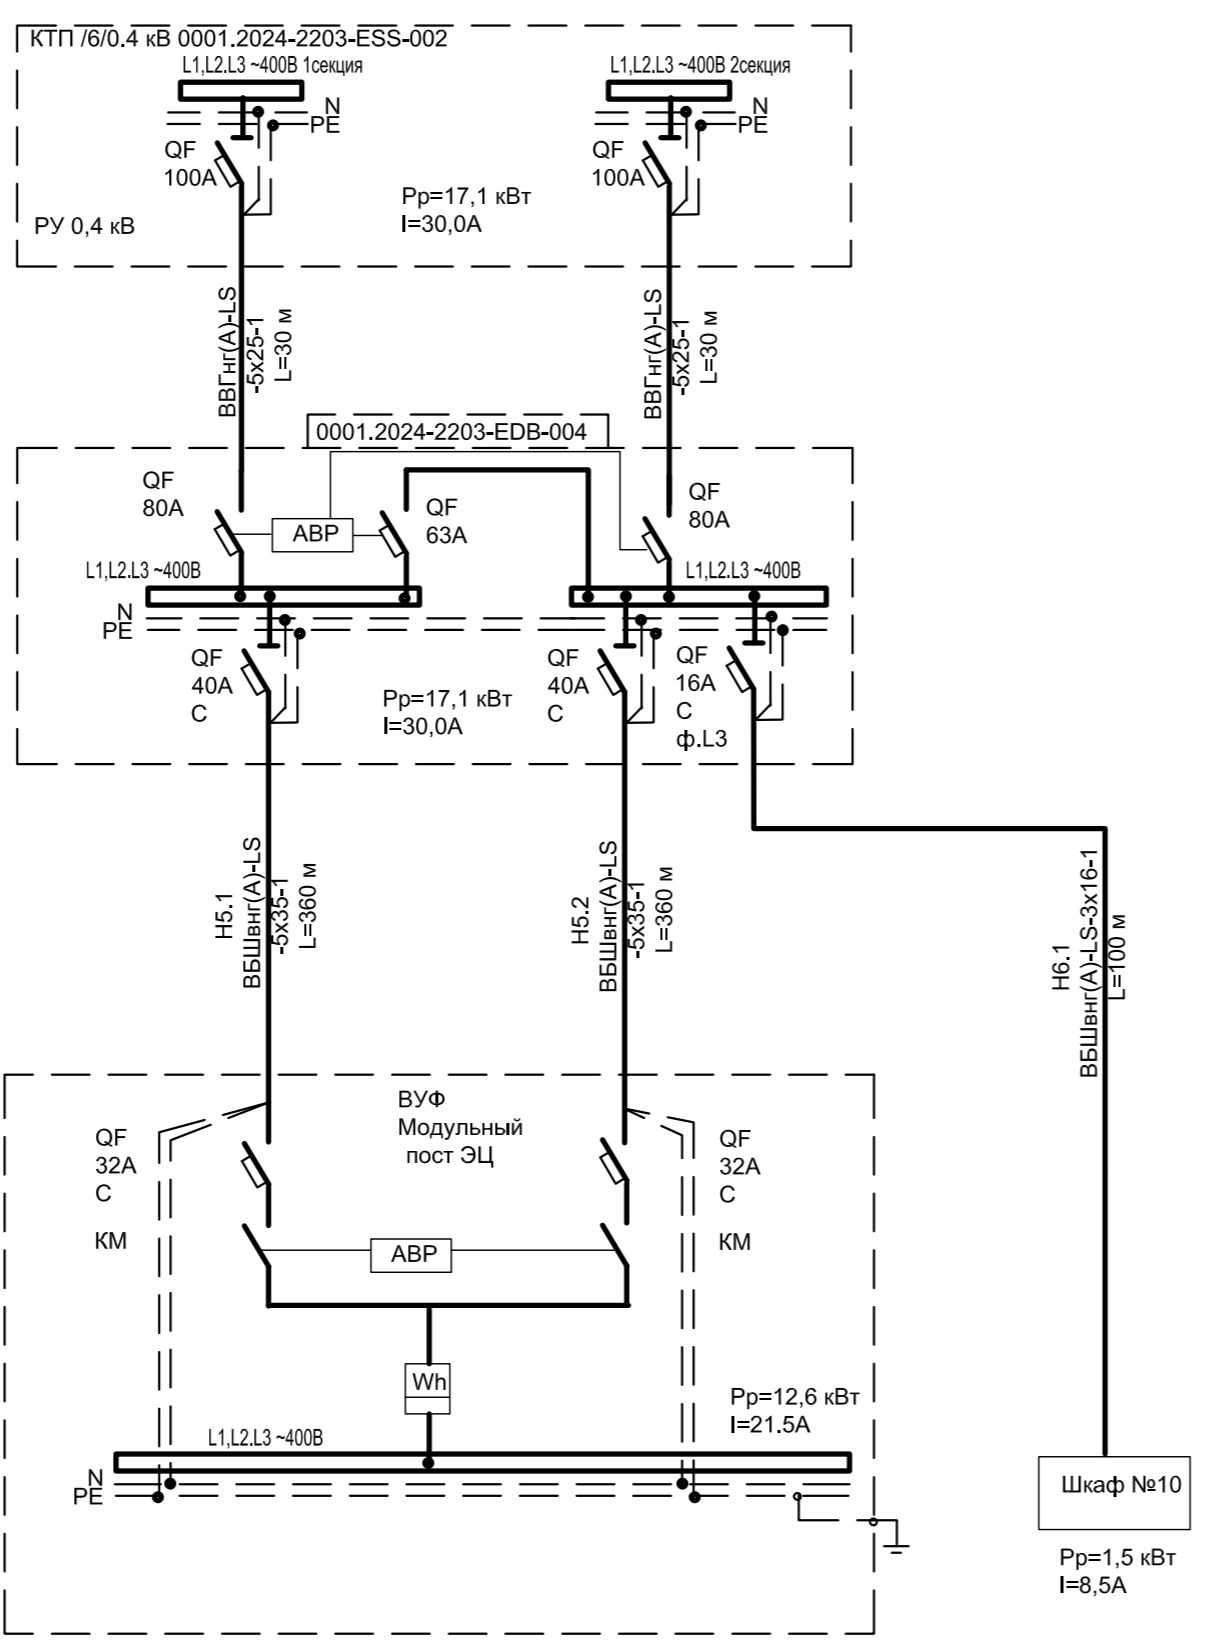 КТП /6/0.4 кВ 0001.2024-2203-ESS-002
L1,L2.L3 ~400В 1секция
L1,L2.L3 ~400В 2секция
N
PE
N
PE
QF
100А
QF
100А
Рр=17,1 кВт
I=30,0А
РУ 0,4 кВ
ВВГнг(А)-LS
-5х25-1
L=30 м
ВВГнг(А)-LS
-5х25-1
L=30 м
0001.2024-2203-EDB-004
QF
80А
АВР
QF
63А
QF
80А
L1,L2.L3 ~400В
L1,L2.L3 ~400В
N
PE
QF
40А
С
Рр=17,1 кВт
I=30,0А
QF
40А
С
QF
16А
С
ф.L3
Н5.1
ВБШвнг(А)-LS
-5х35-1
L=360 м
Н5.2
ВБШвнг(А)-LS
-5х35-1
L=360 м
Н6.1
ВБШвнг(А)-LS-3х16-1
L=100 м
ВУФ
Модульный
пост ЭЦ
QF
32А
С
КМ
QF
32А
С
КМ
АВР
Wh
Рр=12,6 кВт
I=21.5А
L1,L2.L3 ~400В
N
PE
Шкаф №10
Рр=1,5 кВт
I=8,5А